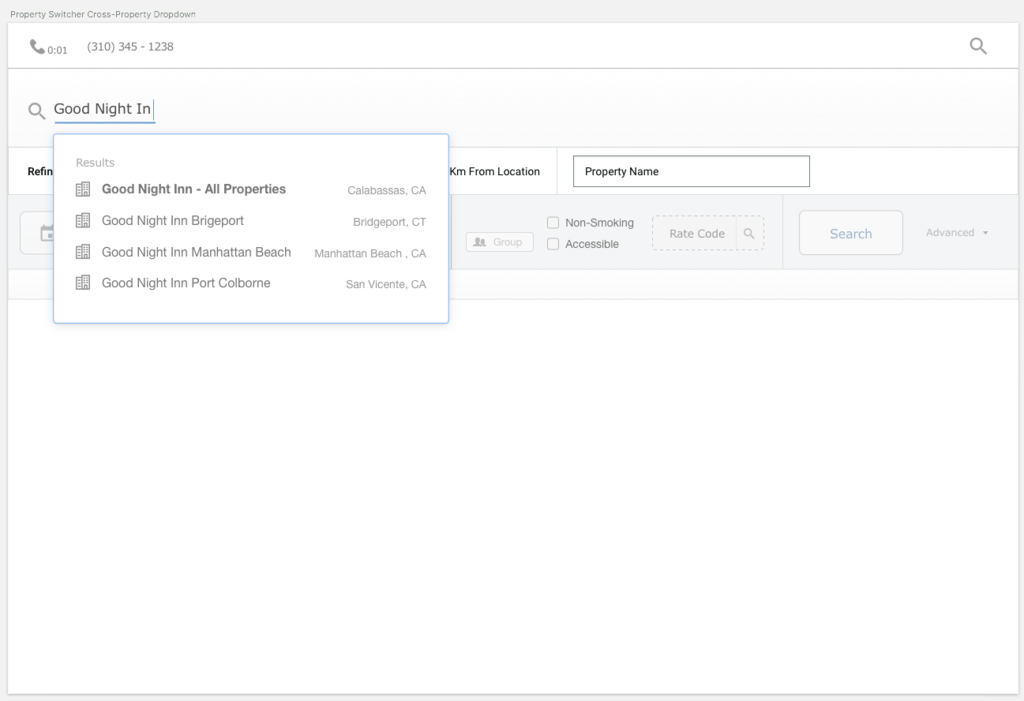 Property Switcher Cross-Property Dropdown
0:01 (310) 345 - 1238
Good Night In
Results
Good Night Inn - All Properties Calabassas, CA
Good Night Inn Brigeport Bridgeport, CT
Good Night Inn Manhattan Beach Manhattan Beach , CA
Good Night Inn Port Colborne San Vicente, CA
Refin
Km From Location
Property Name
Group
Non-Smoking
Accessible
Rate Code
Search
Advanced